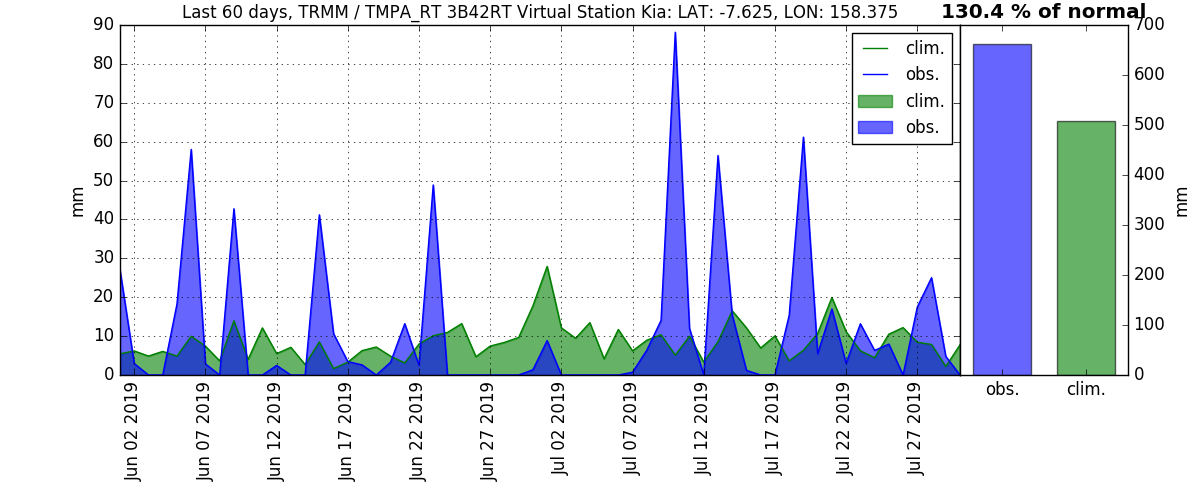 Last 60 days, TRMM / TMPA_RT 3B42RT Virtual Station Kia: LAT: -7.625, LON: 158.375
130.4 % of normal
90
80
70
60
50
40
30
20
10
0
mm
clim.
obs.
clim.
obs.
700
600
500
400
300
200
100
0
mm
Jun 02 2019
Jun 07 2019
Jun 12 2019
Jun 17 2019
Jun 22 2019
Jun 27 2019
Jul 02 2019
Jul 07 2019
Jul 12 2019
Jul 17 2019
Jul 22 2019
Jul 27 2019
obs.
clim.